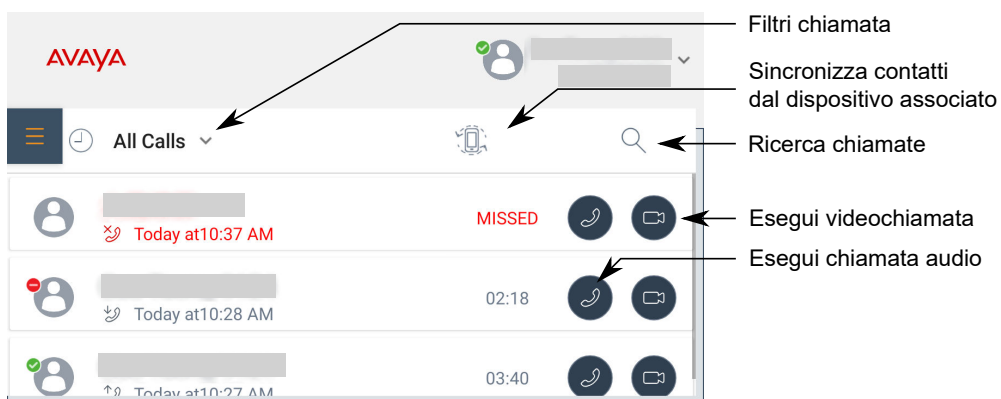 Filtri chiamata
AVAYA
Sincronizza contatti
dal dispositivo associato
All Calls
Ricerca chiamate
MISSED
Today at10:37 AM
Esegui videochiamata
Esegui chiamata audio
02:18
Today at10:28 AM
03:40
Today at10:27 AM